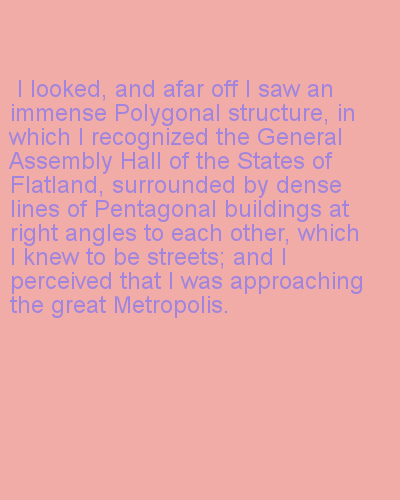 I looked, and afar off I saw an
immense Polygonal structure, in
which I recognized the General
Assembly Hall of the States of
Flatland, surrounded by dense
lines of Pentagonal buildings at
right angles to each other, which
I knew to be streets; and I
perceived that I was approaching
the great Metropolis.